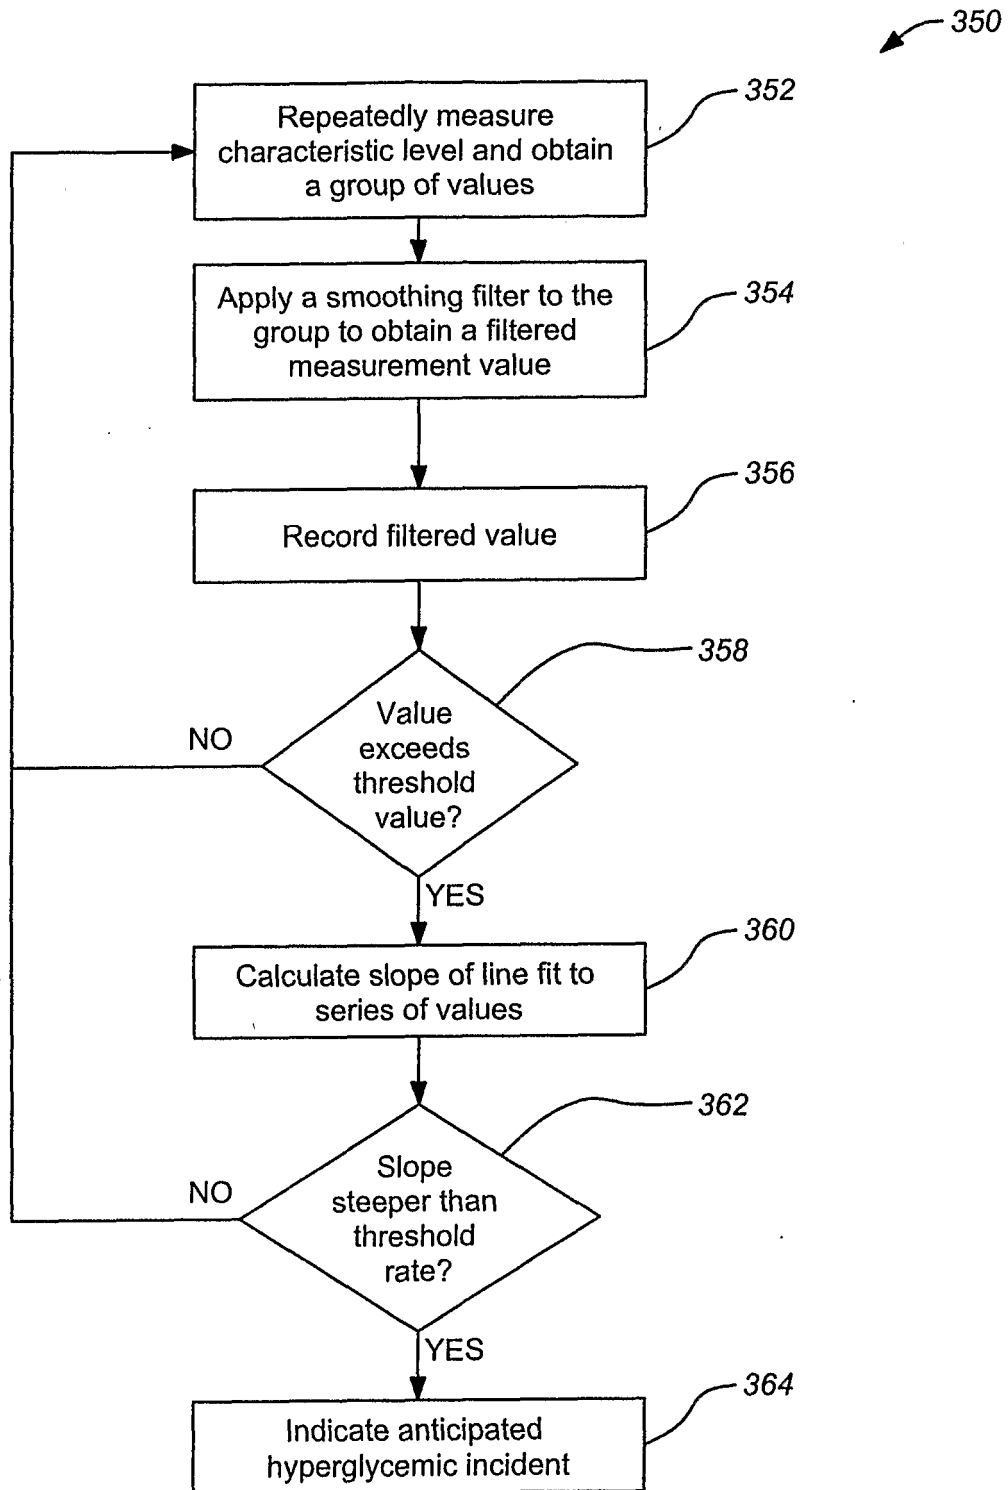 350
352
Repeatedly measure
characteristic level and obtain
a group of values
354
Apply a smoothing filter to the
group to obtain a filtered
measurement value
356
Record filtered value
358
Value
exceeds
threshold
value?
NO
YES
360
Calculate slope of line fit to
series of values
362
Slope
steeper than
threshold
rate?
NO
YES
364
Indicate anticipated
hyperglycemic incident